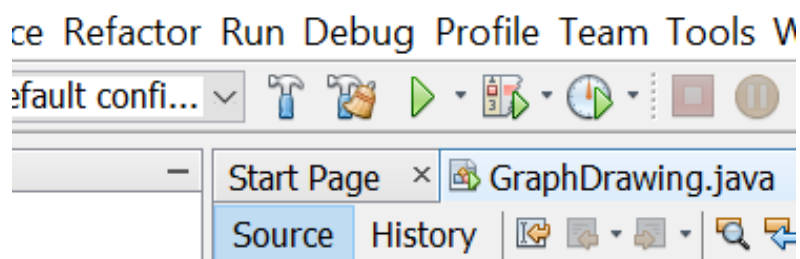 ce Refactor Run Debug Profile Team Tools W
efault confi...
Start Page GraphDrawing.java
Source History